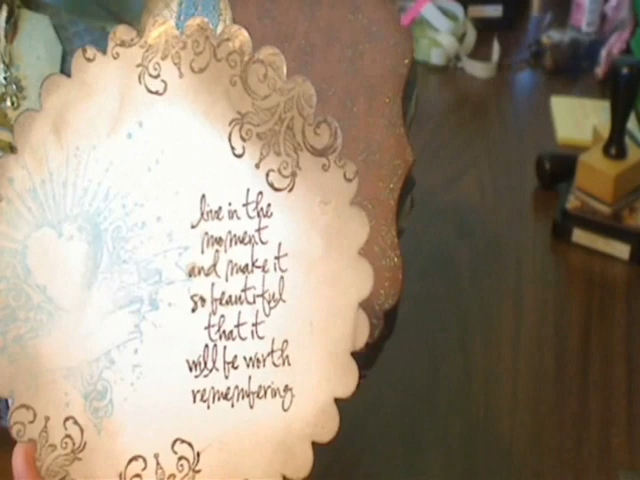 live in the
moment
and make it
so beautiful
that it
will be worth
remembering